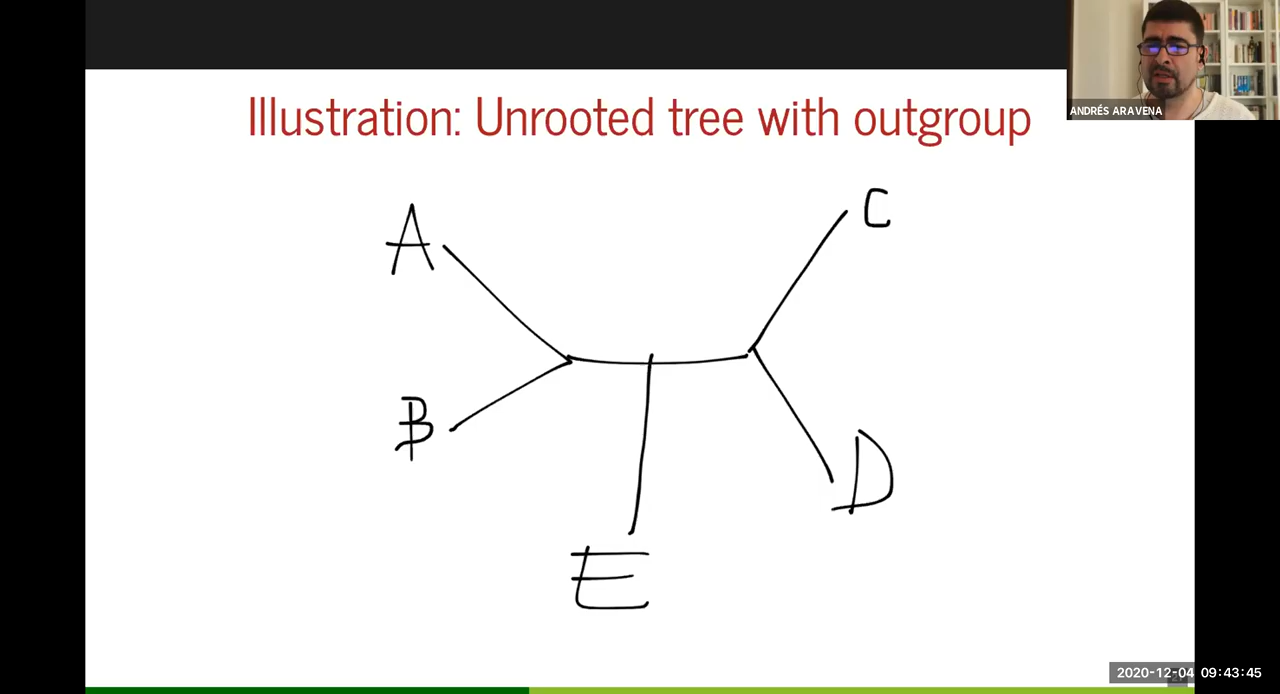 ANDRÉS ARAVENA
Illustration: Unrooted tree with outgroup
A
C
B
D
E
2020-12-04 09:43:45